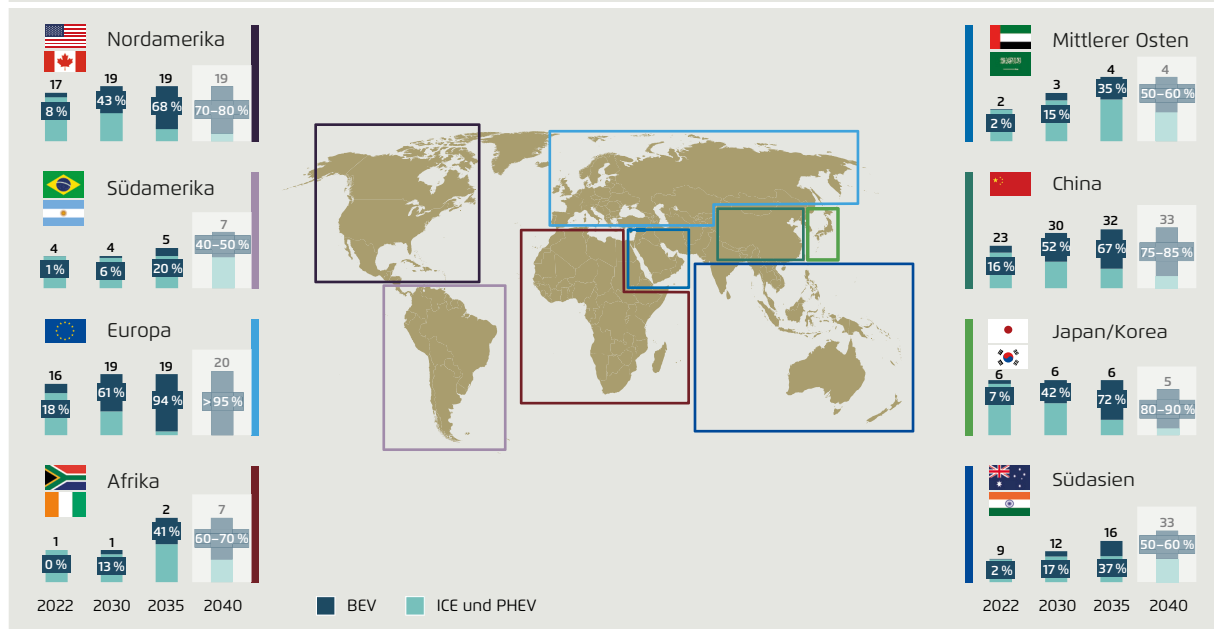 Nordamerika
17 19 19 19
8 % 43 % 68 % 70–80 %
Südamerika
4 4 5 7
1 % 6 % 20 % 40–50 %
Europa
16 19 19 20
18 % 61 % 94 % > 95 %
Afrika
1 1 2 7
0 % 13 % 41 % 60–70 %
2022 2030 2035 2040
BEV ICE und PHEV
Mittlerer Osten
2 3 4 4
2 % 15 % 35 % 50–60 %
China
23 30 32 33
16 % 52 % 67 % 75–85 %
Japan/Korea
6 6 6 5
7 % 42 % 72 % 80–90 %
Südasien
9 12 16 33
2 % 17 % 37 % 50–60 %
2022 2030 2035 2040